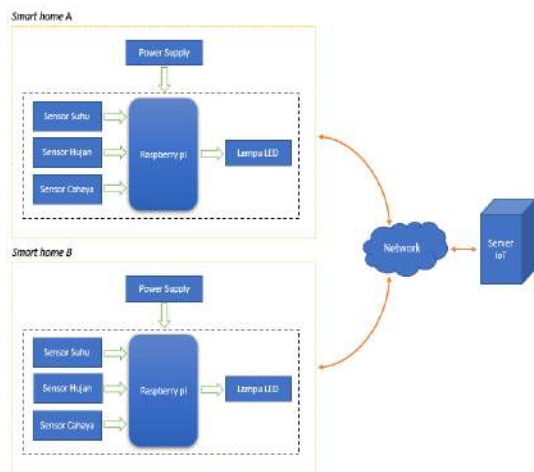 Smart home A
Power Supply
Sensor Suhu
Sensor Hujan
Sensor Cahaya
Raspberry pi
Lampu LED
Smart home B
Power Supply
Sensor Suhu
Sensor Hujan
Sensor Cahaya
Raspberry pi
Lampu LED
Network
Server
IoT